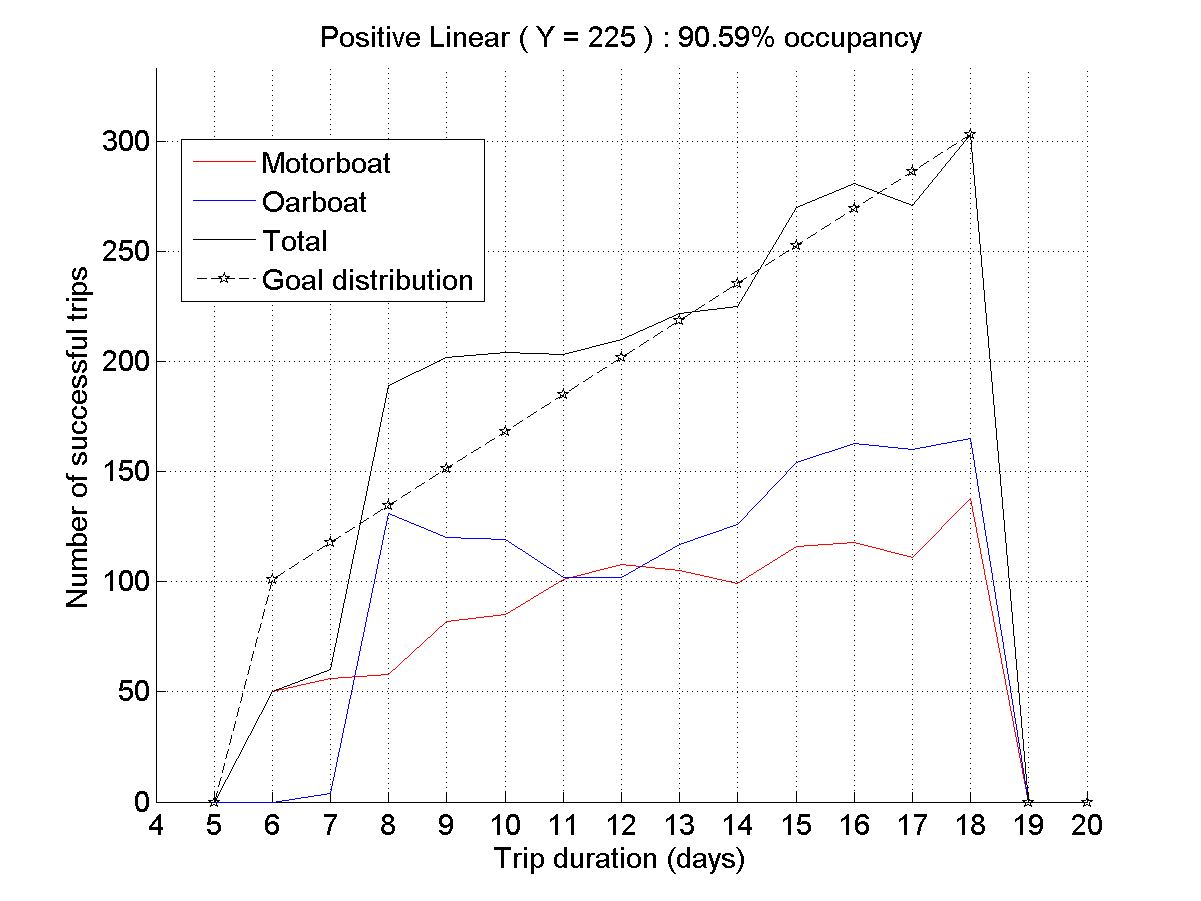 Positive Linear ( Y = 225 ) : 90.59% occupancy
Motorboat
Oarboat
Total
Goal distribution
Number of successful trips
300
250
200
150
100
50
0
4 5 6 7 8 9 10 11 12 13 14 15 16 17 18 19 20
Trip duration (days)